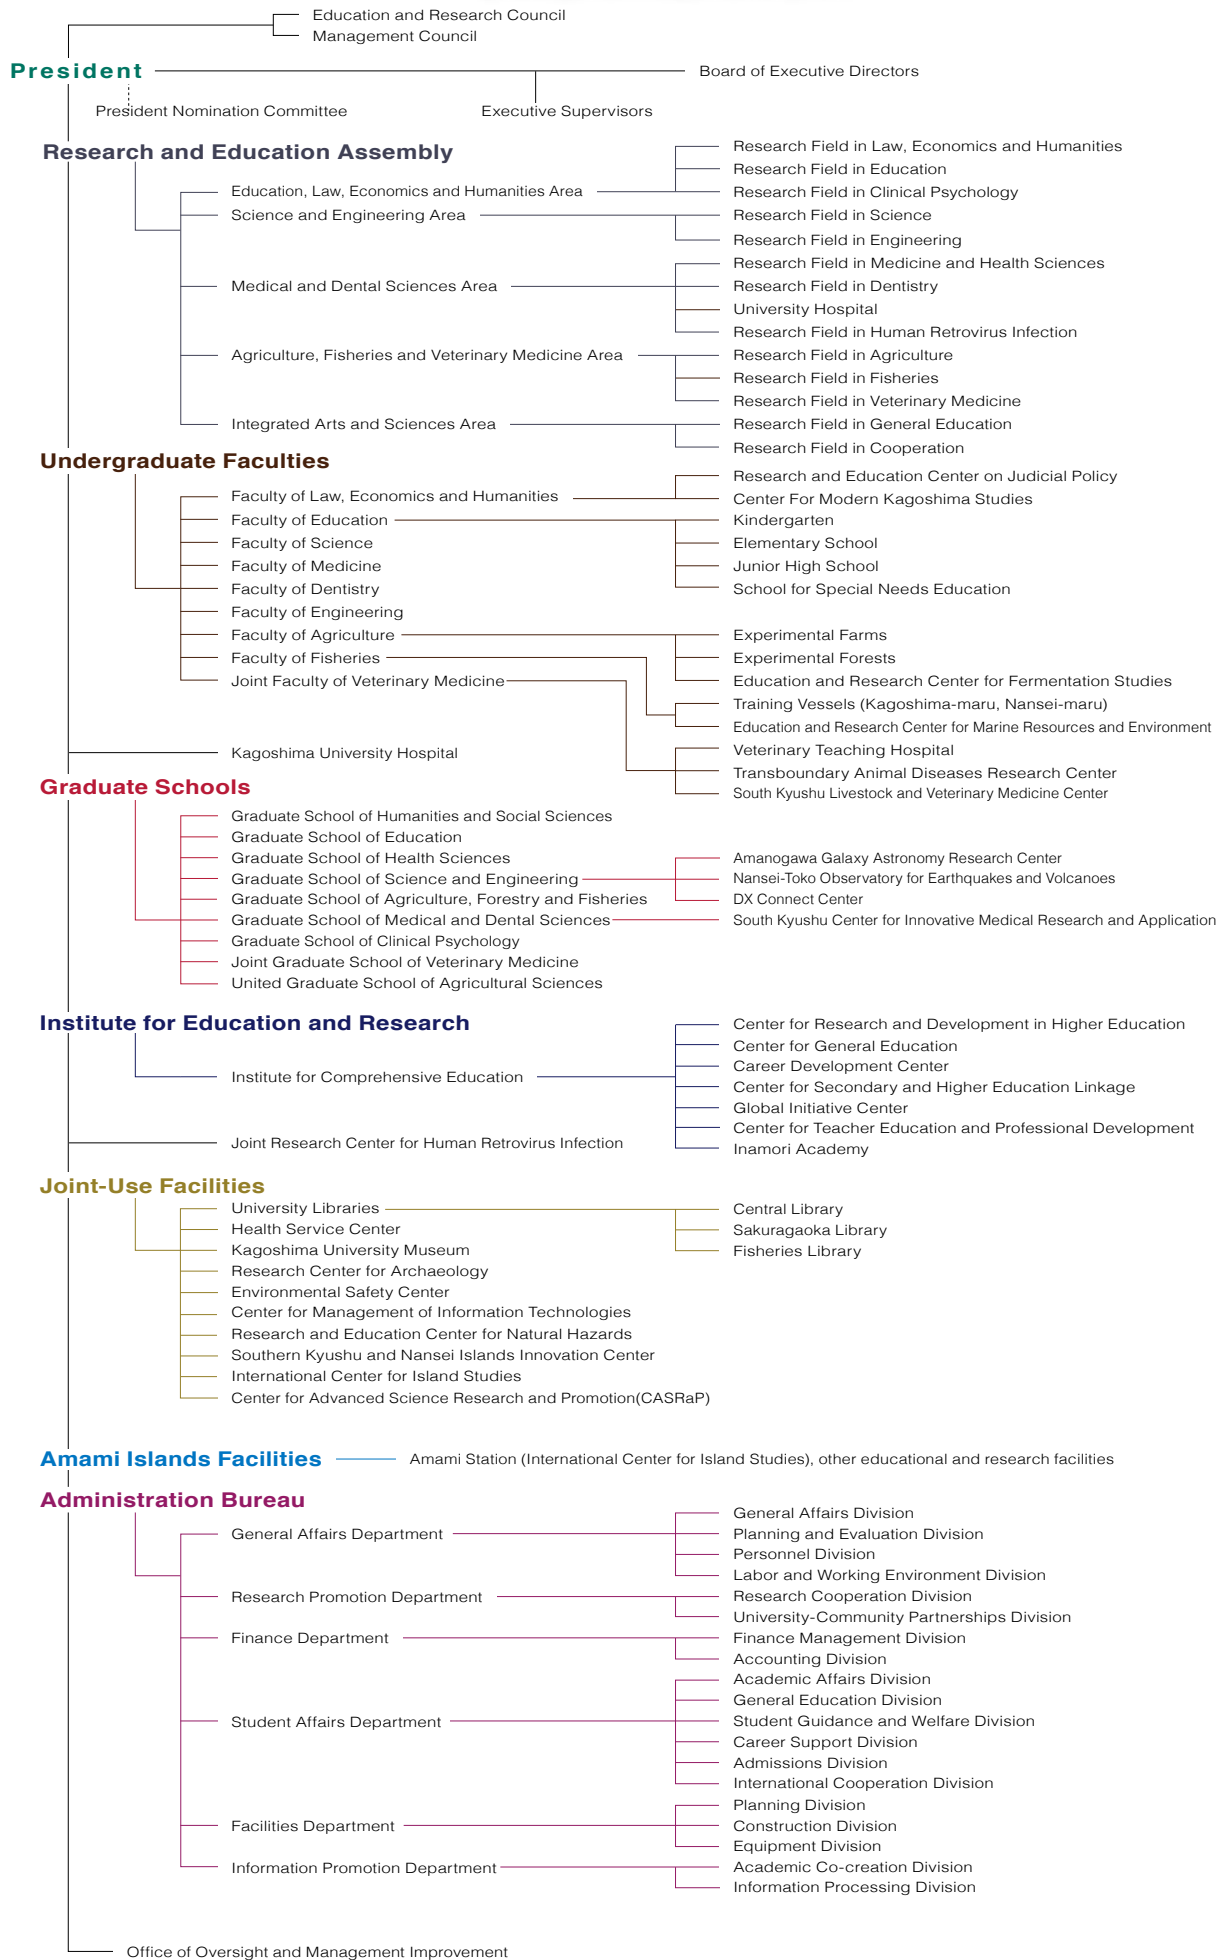 Education and Research Council
Management Council
President
Board of Executive Directors
President Nomination Committee
Executive Supervisors
Research and Education Assembly
Education, Law, Economics and Humanities Area
Research Field in Law, Economics and Humanities
Research Field in Education
Research Field in Clinical Psychology
Science and Engineering Area
Research Field in Science
Research Field in Engineering
Medical and Dental Sciences Area
Research Field in Medicine and Health Sciences
Research Field in Dentistry
University Hospital
Research Field in Human Retrovirus Infection
Agriculture, Fisheries and Veterinary Medicine Area
Research Field in Agriculture
Research Field in Fisheries
Research Field in Veterinary Medicine
Integrated Arts and Sciences Area
Research Field in General Education
Research Field in Cooperation
Undergraduate Faculties
Faculty of Law, Economics and Humanities
Research and Education Center on Judicial Policy
Center For Modern Kagoshima Studies
Faculty of Education
Kindergarten
Elementary School
Junior High School
School for Special Needs Education
Faculty of Science
Faculty of Medicine
Faculty of Dentistry
Faculty of Engineering
Faculty of Agriculture
Experimental Farms
Experimental Forests
Education and Research Center for Fermentation Studies
Faculty of Fisheries
Training Vessels (Kagoshima-maru, Nansei-maru)
Education and Research Center for Marine Resources and Environment
Joint Faculty of Veterinary Medicine
Veterinary Teaching Hospital
Transboundary Animal Diseases Research Center
South Kyushu Livestock and Veterinary Medicine Center
Kagoshima University Hospital
Graduate Schools
Graduate School of Humanities and Social Sciences
Graduate School of Education
Graduate School of Health Sciences
Graduate School of Science and Engineering
Amanogawa Galaxy Astronomy Research Center
Nansei-Toko Observatory for Earthquakes and Volcanoes
DX Connect Center
Graduate School of Agriculture, Forestry and Fisheries
Graduate School of Medical and Dental Sciences
South Kyushu Center for Innovative Medical Research and Application
Graduate School of Clinical Psychology
Joint Graduate School of Veterinary Medicine
United Graduate School of Agricultural Sciences
Institute for Education and Research
Institute for Comprehensive Education
Center for Research and Development in Higher Education
Center for General Education
Career Development Center
Center for Secondary and Higher Education Linkage
Global Initiative Center
Center for Teacher Education and Professional Development
Inamori Academy
Joint Research Center for Human Retrovirus Infection
Joint-Use Facilities
University Libraries
Central Library
Sakuragaoka Library
Fisheries Library
Health Service Center
Kagoshima University Museum
Research Center for Archaeology
Environmental Safety Center
Center for Management of Information Technologies
Research and Education Center for Natural Hazards
Southern Kyushu and Nansei Islands Innovation Center
International Center for Island Studies
Center for Advanced Science Research and Promotion(CASRaP)
Amami Islands Facilities
Amami Station (International Center for Island Studies), other educational and research facilities
Administration Bureau
General Affairs Department
General Affairs Division
Planning and Evaluation Division
Personnel Division
Labor and Working Environment Division
Research Promotion Department
Research Cooperation Division
University-Community Partnerships Division
Finance Department
Finance Management Division
Accounting Division
Student Affairs Department
Academic Affairs Division
General Education Division
Student Guidance and Welfare Division
Career Support Division
Admissions Division
International Cooperation Division
Facilities Department
Planning Division
Construction Division
Equipment Division
Information Promotion Department
Academic Co-creation Division
Information Processing Division
Office of Oversight and Management Improvement